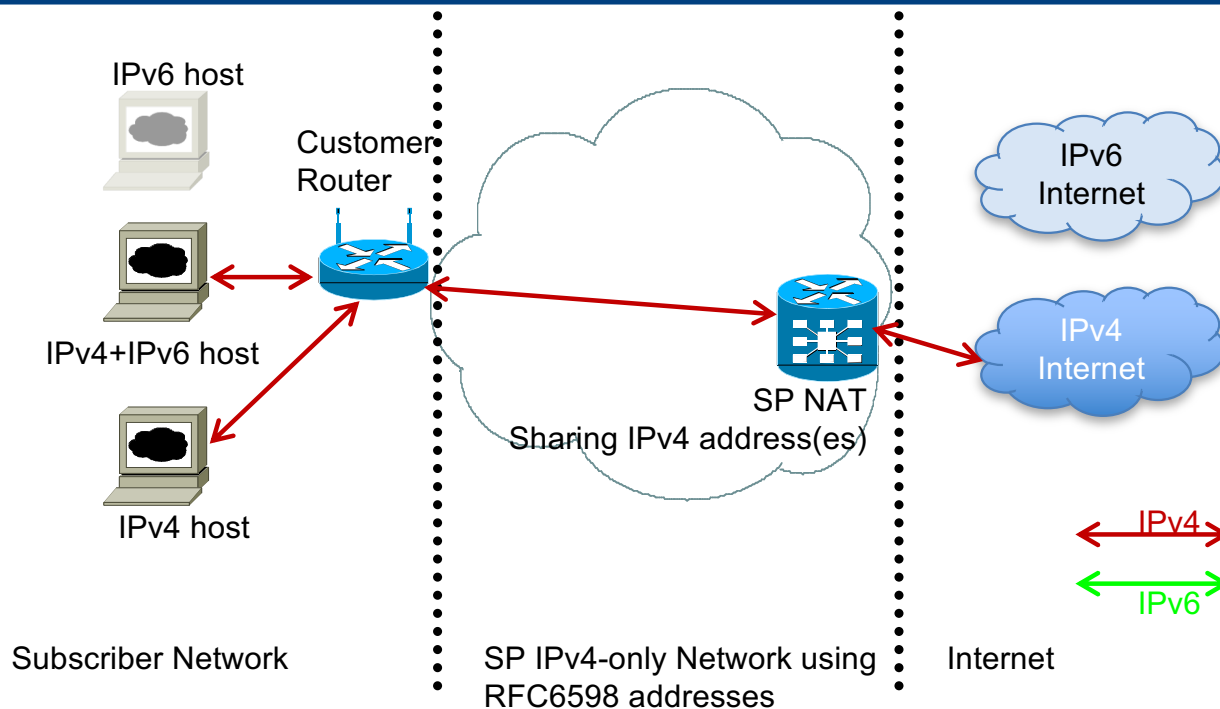 IPv6 host
Customer
Router
IPv6
Internet
IPv4+IPv6 host
IPv4
Internet
SP NAT
Sharing IPv4 address(es)
IPv4 host
IPv4
IPv6
Subscriber Network
SP IPv4-only Network using
RFC6598 addresses
Internet